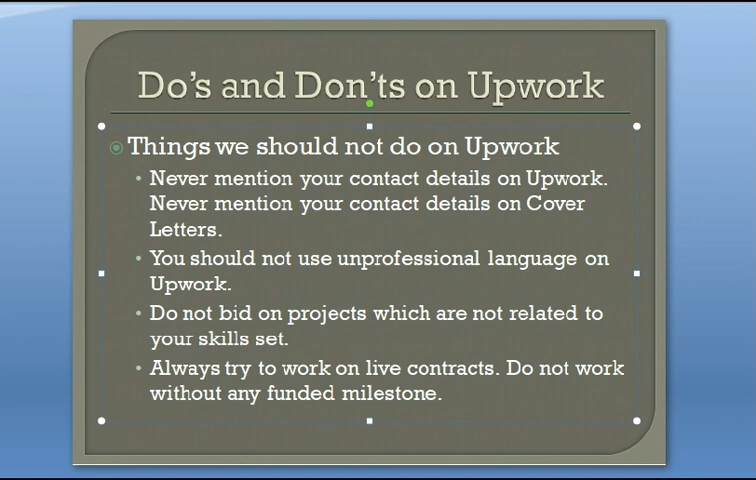 Do's and Don'ts on Upwork
Things we should not do on Upwork
Never mention your contact details on Upwork.
Never mention your contact details on Cover
Letters.
You should not use unprofessional language on
Upwork.
Do not bid on projects which are not related to
your skills set.
Always try to work on live contracts. Do not work
without any funded milestone.